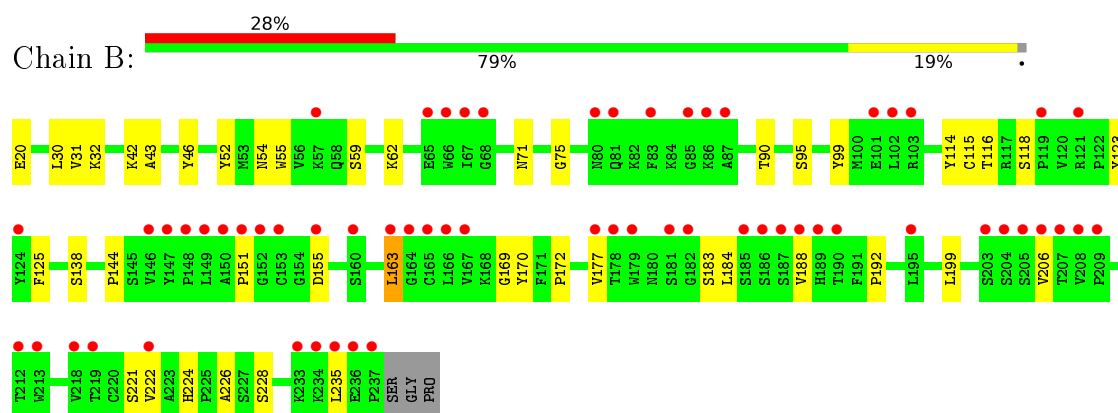 28%
Chain B:
79% 19% •
E20 L30 V31 K32 K42 A43 Y46 Y52 M53 N54 W55 V56 K57 Q58 S59 K62 E65 W66 I67 G68 N71 G75 N80 Q81 K82 F83 K84 G85 K86 A87 T90 S95 Y99 M100 E101 L102 R103 Y114 C115 T116 R117 S118 P119 V120 R121 P122 Y123
Y124 F125 S138 P144 S145 V146 Y147 P148 L149 A150 P151 G152 C153 G154 D155 S160 L163 G164 C165 L166 V167 K168 G169 Y170 F171 P172 V177 T178 W179 N180 S181 G182 S183 L184 S185 S186 S187 V188 H189 T190 F191 P192 L195 L199 S203 S204 S205 V206 T207 V208 P209
T212 W213 V218 T219 C220 S221 V222 A223 H224 P225 A226 S227 S228 K233 K234 L235 E236 P237 SER GLY PRO